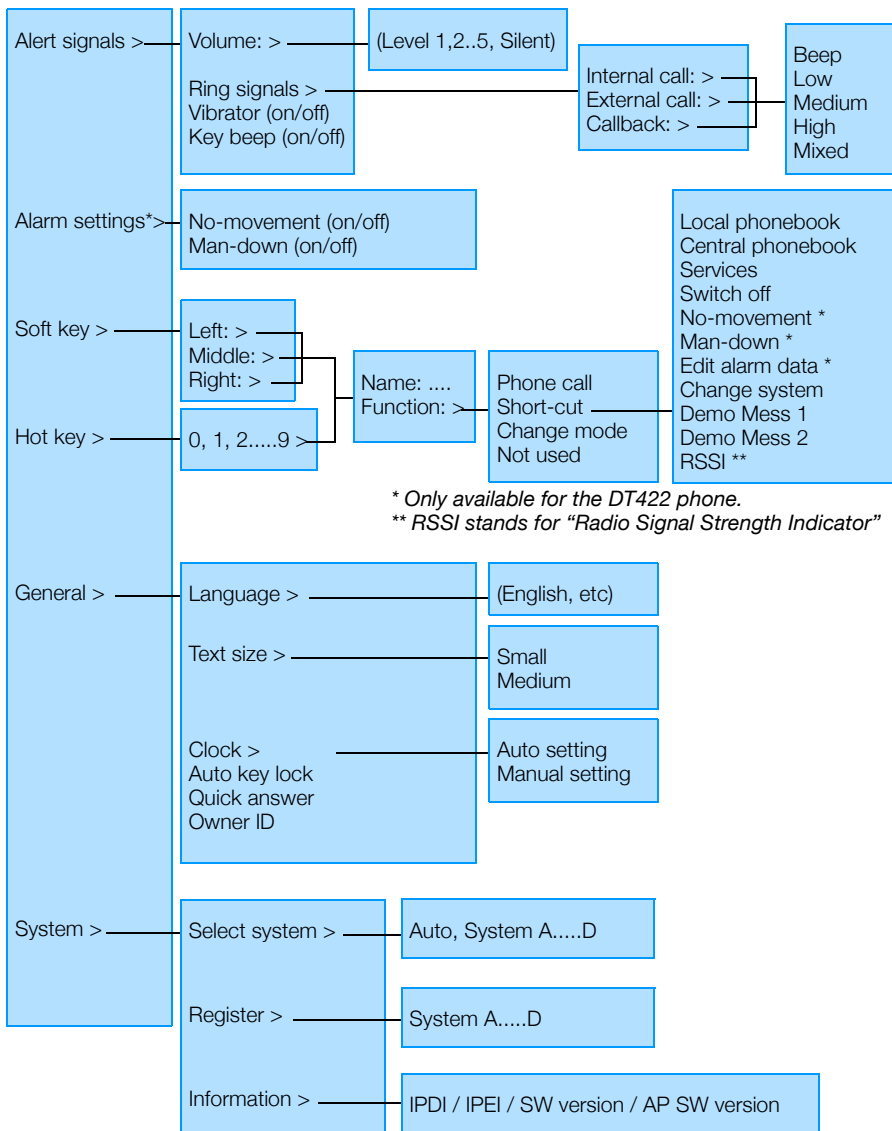 Alert signals >
Volume: >
(Level 1,2..5, Silent)
Ring signals >
Vibrator (on/off)
Key beep (on/off)
Internal call: >
External call: >
Callback: >
Beep
Low
Medium
High
Mixed
Alarm settings*>
No-movement (on/off)
Man-down (on/off)
Soft key >
Left: >
Middle: >
Right: >
Hot key >
0, 1, 2.....9 >
Name: ....
Function: >
Phone call
Short-cut
Change mode
Not used
Local phonebook
Central phonebook
Services
Switch off
No-movement *
Man-down *
Edit alarm data *
Change system
Demo Mess 1
Demo Mess 2
RSSI **
* Only available for the DT422 phone.
** RSSI stands for “Radio Signal Strength Indicator”
General >
Language >
(English, etc)
Text size >
Small
Medium
Clock >
Auto key lock
Quick answer
Owner ID
Auto setting
Manual setting
System >
Select system >
Auto, System A.....D
Register >
System A.....D
Information >
IPDI / IPEI / SW version / AP SW version